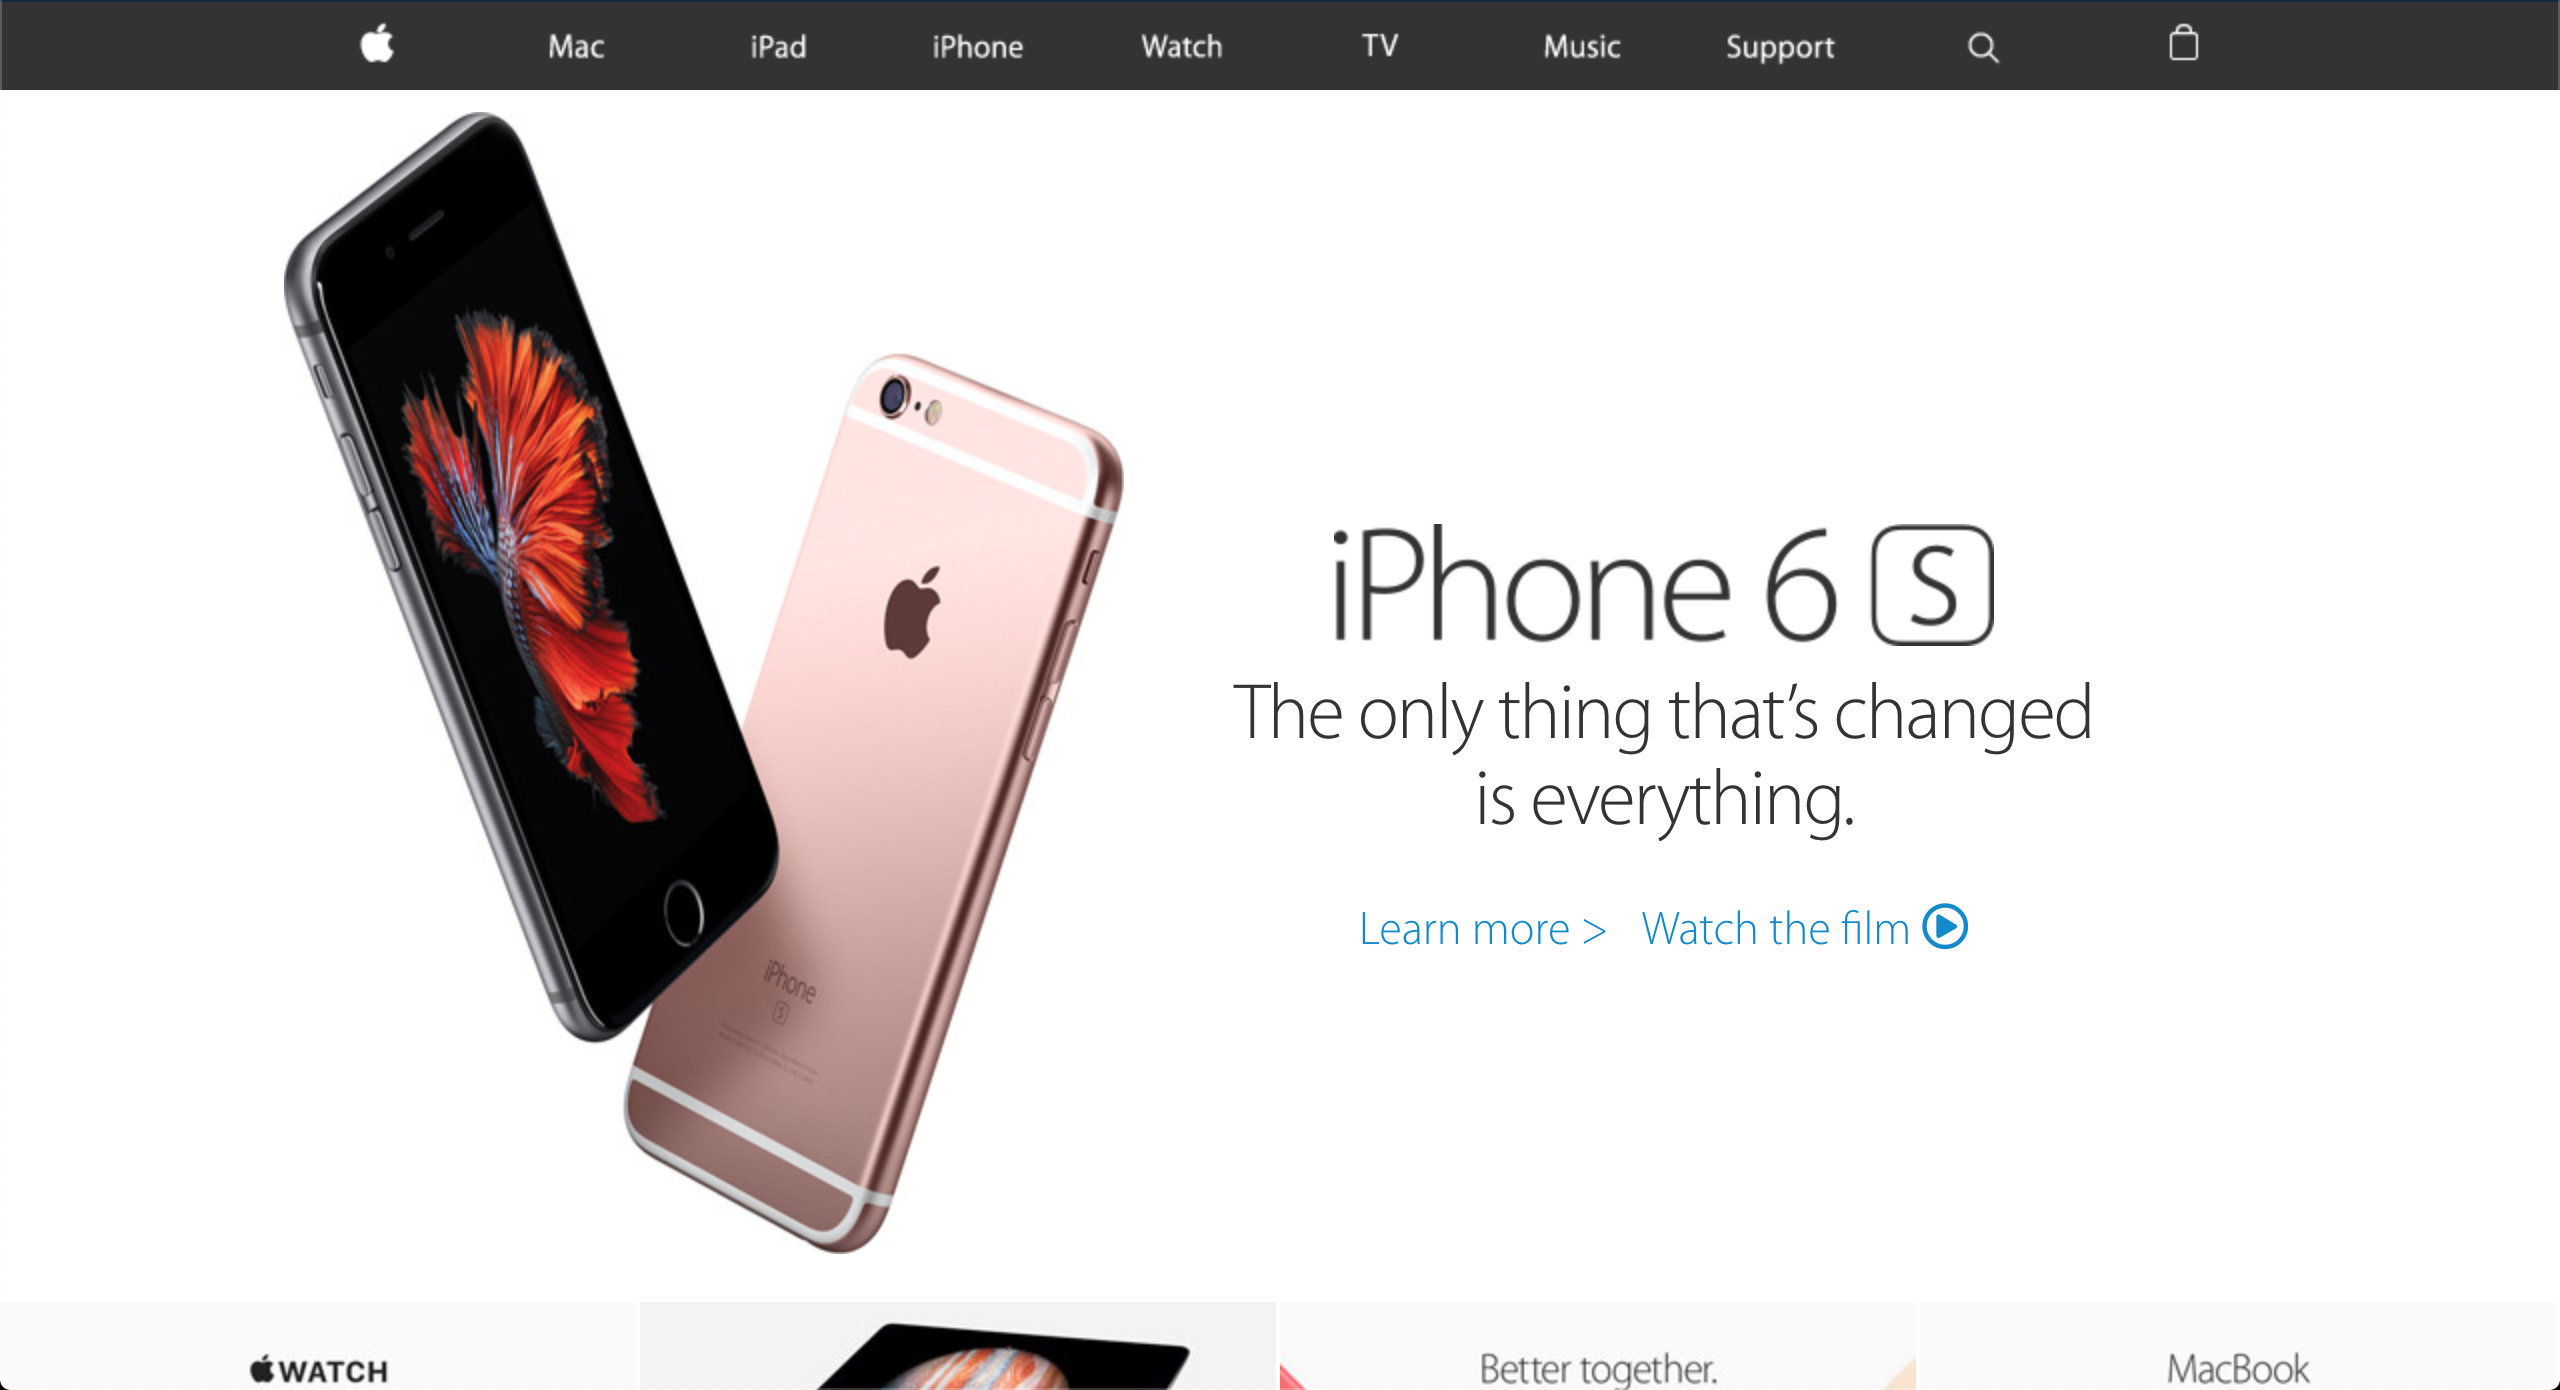 Mac iPad iPhone Watch TV Music Support
iPhone 6 S
The only thing that’s changed
is everything.
Learn more > Watch the film
iPhone
S
WATCH
Better together.
MacBook